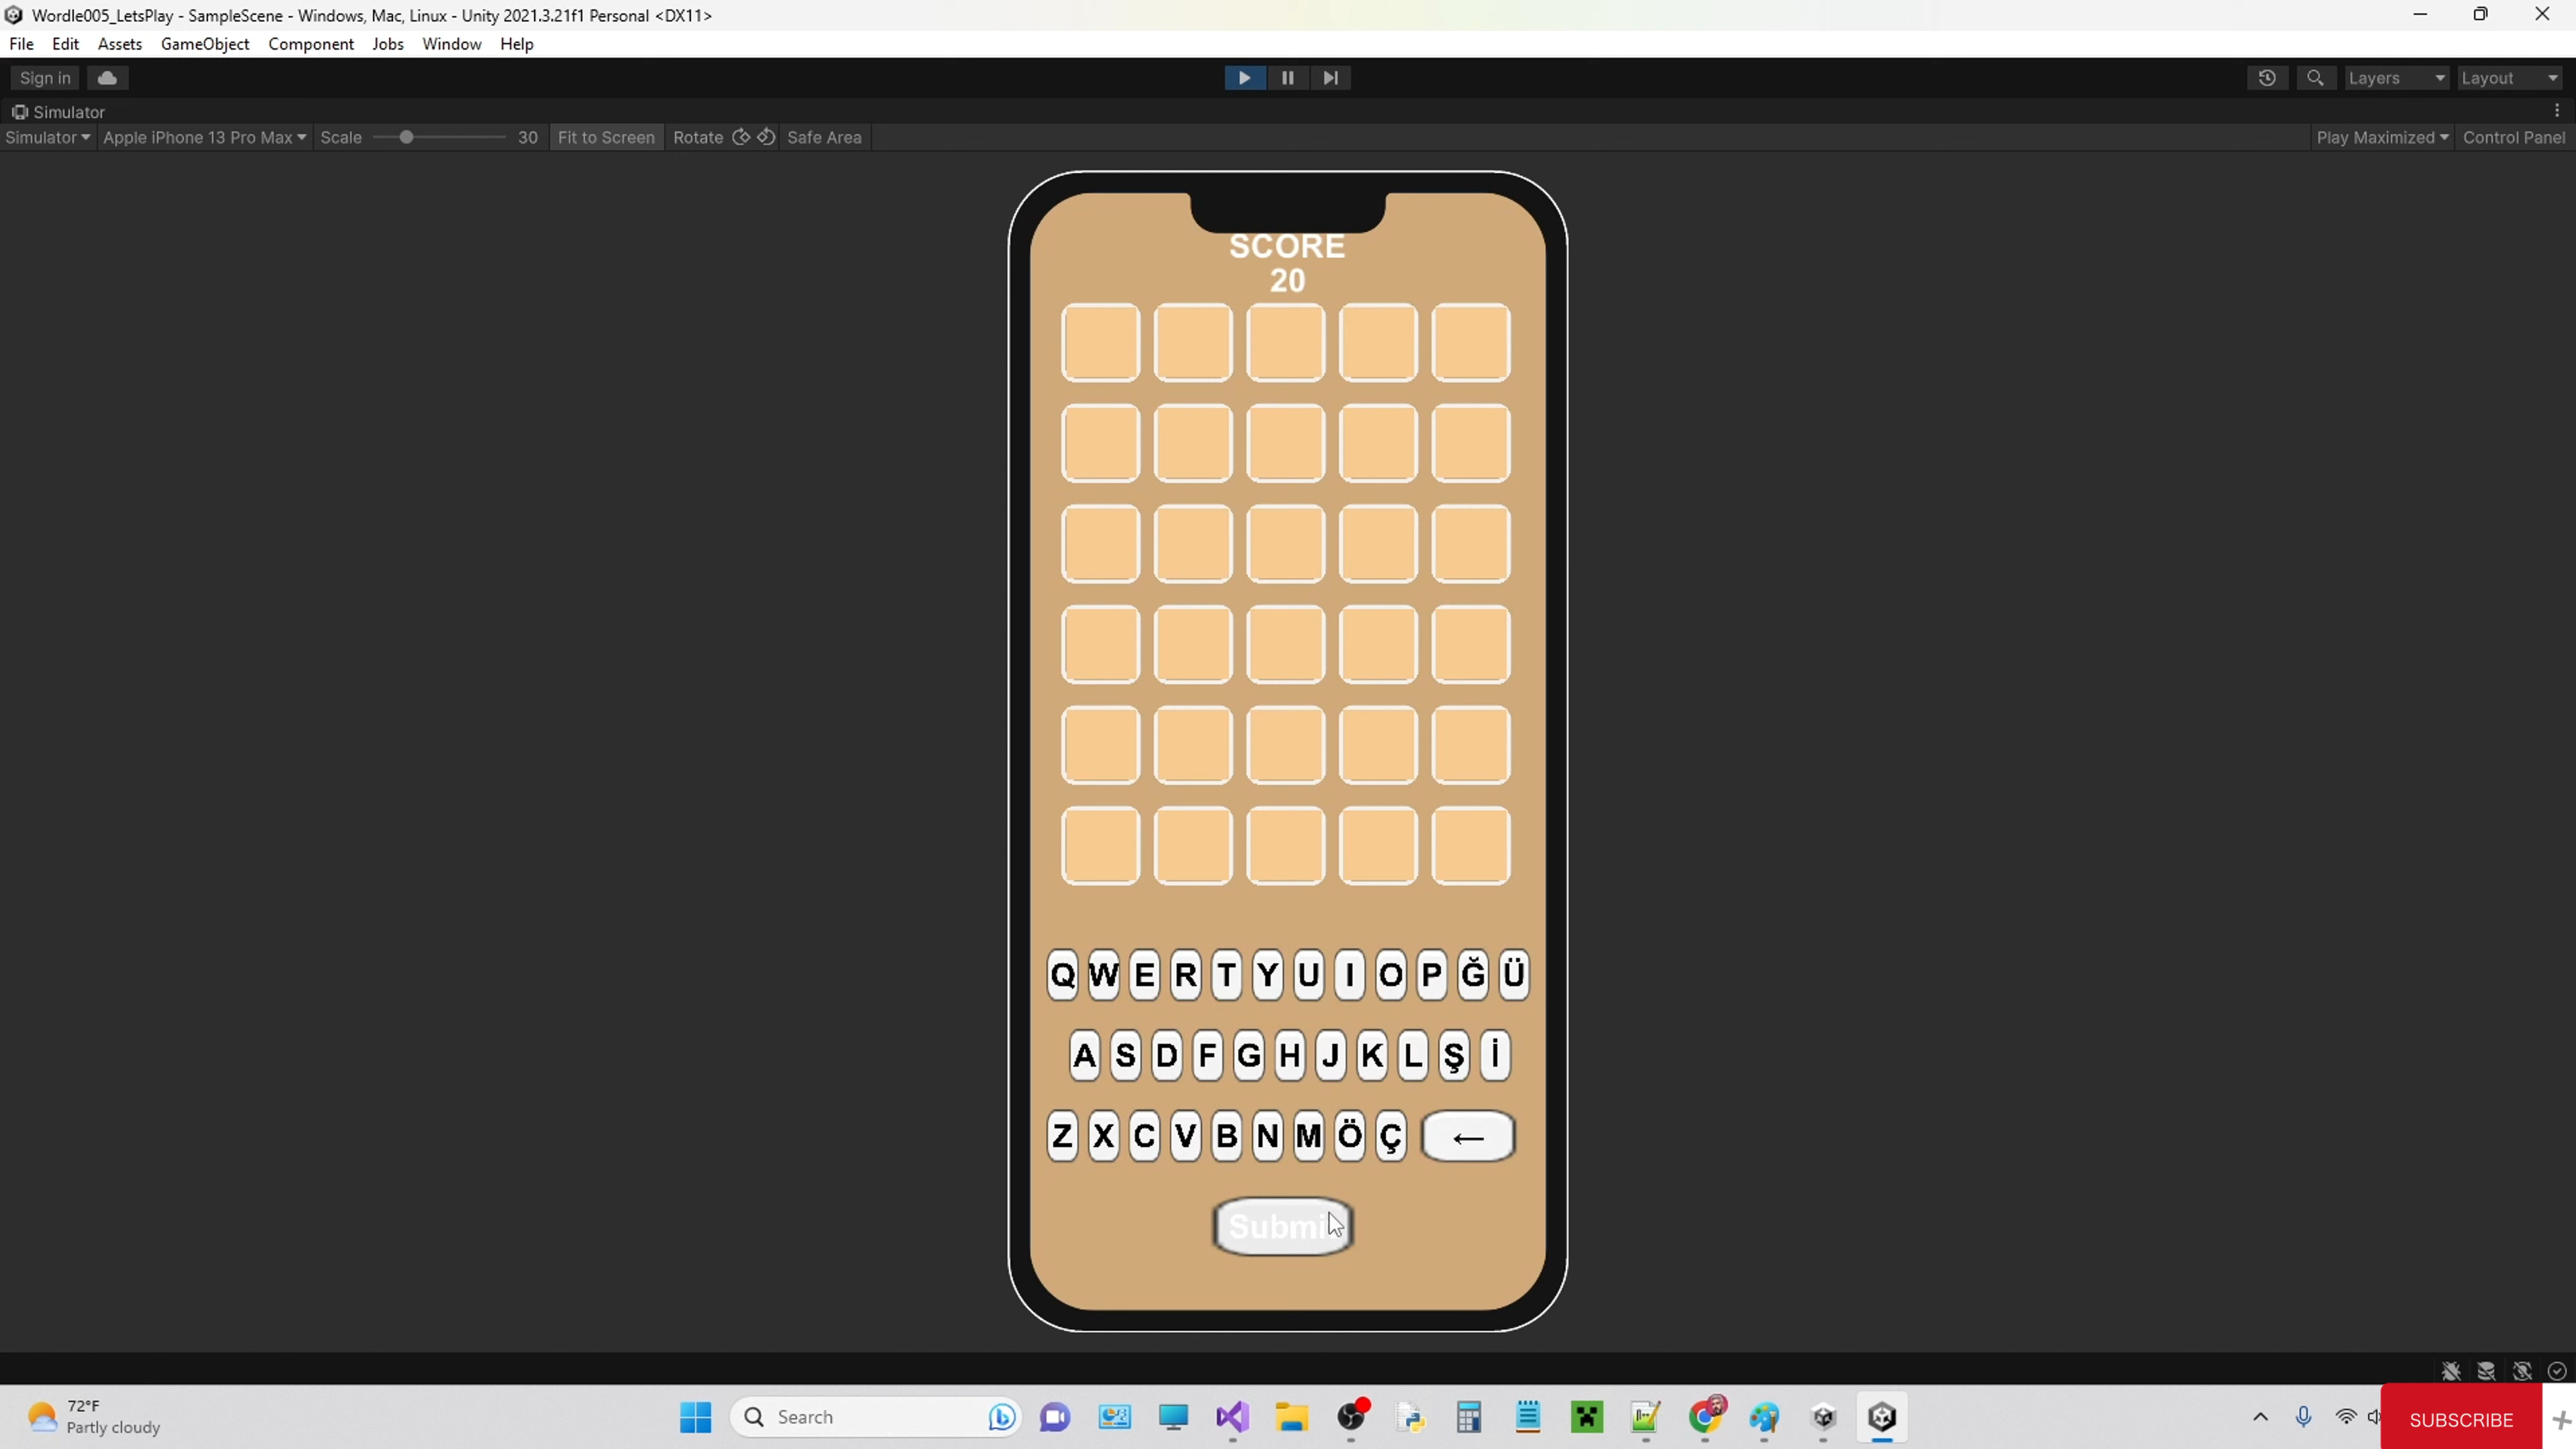 Wordle005_LetsPlay - SampleScene - Windows, Mac, Linux - Unity 2021.3.21f1 Personal <DX11>
File Edit Assets GameObject Component Jobs Window Help
Sign in Layers Layout
Simulator
Simulator Apple iPhone 13 Pro Max Scale 30 Fit to Screen Rotate Safe Area Play Maximized Control Panel
SCORE
20
Q W E R T Y U I O P Ğ Ü
A S D F G H J K L Ş İ
Z X C V B N M Ö Ç ←
72°F
Partly cloudy
Search
SUBSCRIBE